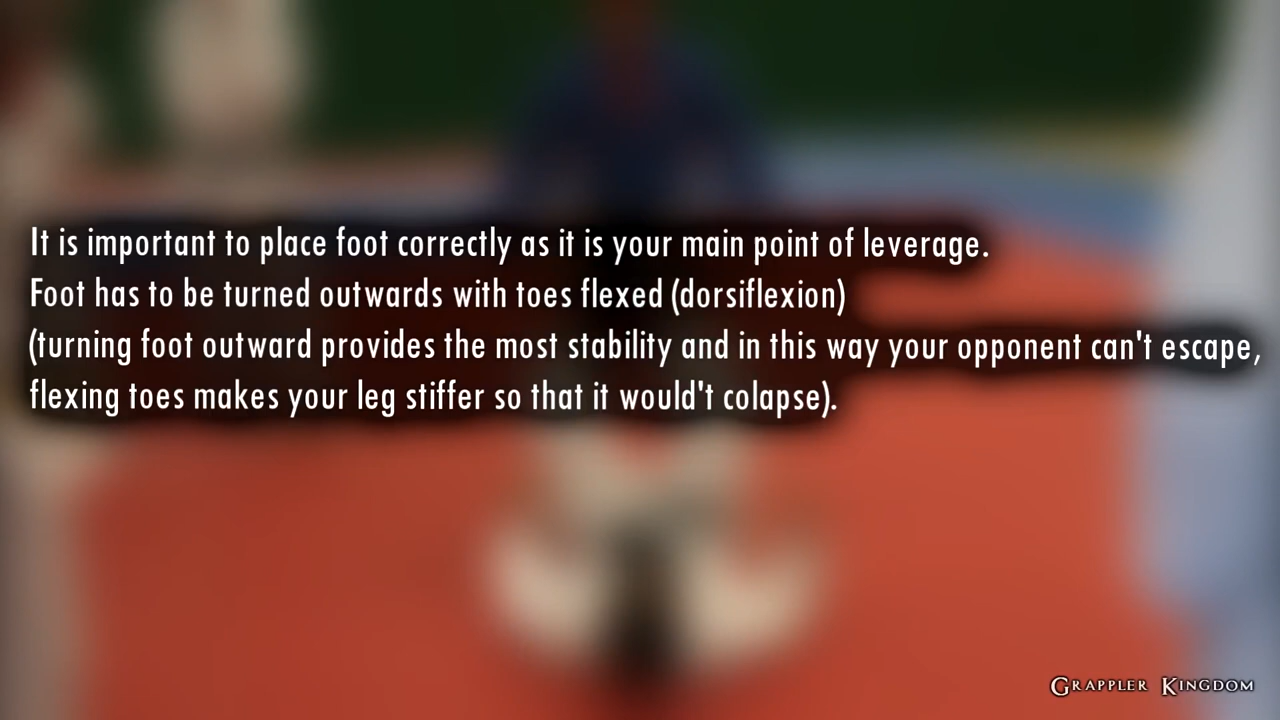 It is important to place foot correctly as it is your main point of leverage.
Foot has to be turned outwards with toes flexed (dorsiflexion)
(turning foot outward provides the most stability and in this way your opponent can't escape,
flexing toes makes your leg stiffer so that it would't colapse).
Grappler Kingdom